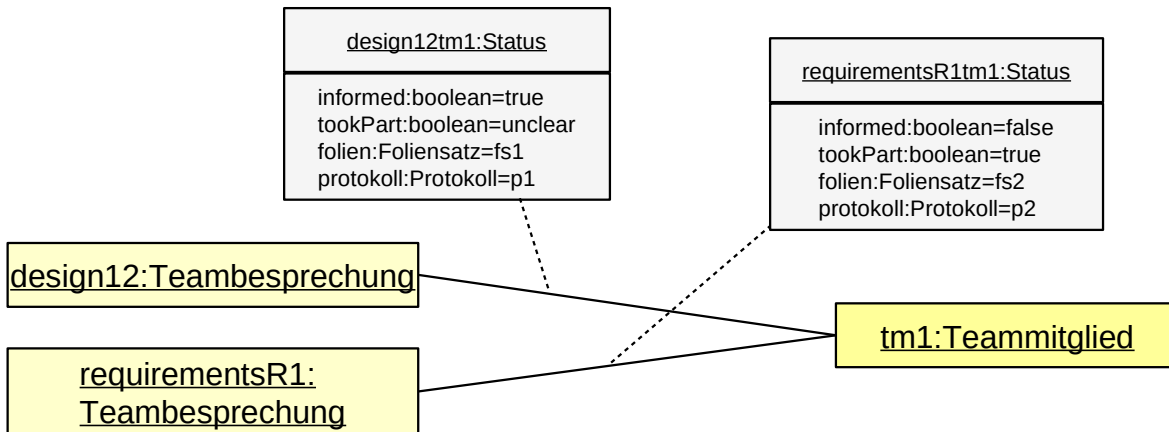 design12tm1:Status
informed:boolean=true
tookPart:boolean=unclear
folien:Foliensatz=fs1
protokoll:Protokoll=p1
requirementsR1tm1:Status
informed:boolean=false
tookPart:boolean=true
folien:Foliensatz=fs2
protokoll:Protokoll=p2
design12:Teambesprechung
requirementsR1:
Teambesprechung
tm1:Teammitglied